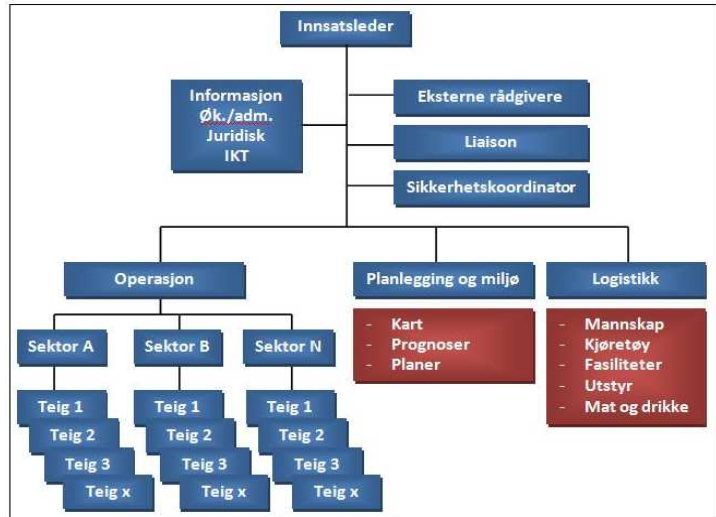 Innsatsleder
Informasjon
Øk./adm.
Juridisk
IKT
Eksterne rådgivere
Liaison
Sikkerhetskoordinator
Operasjon
Planlegging og miljø
Logistikk
- Kart
- Prognoser
- Planer
- Mannskap
- Kjøretøy
- Fasiliteter
- Utstyr
- Mat og drikke
Sektor A
Sektor B
Sektor N
Teig 1
Teig 2
Teig 3
Teig x
Teig 1
Teig 2
Teig 3
Teig x
Teig 1
Teig 2
Teig 3
Teig x